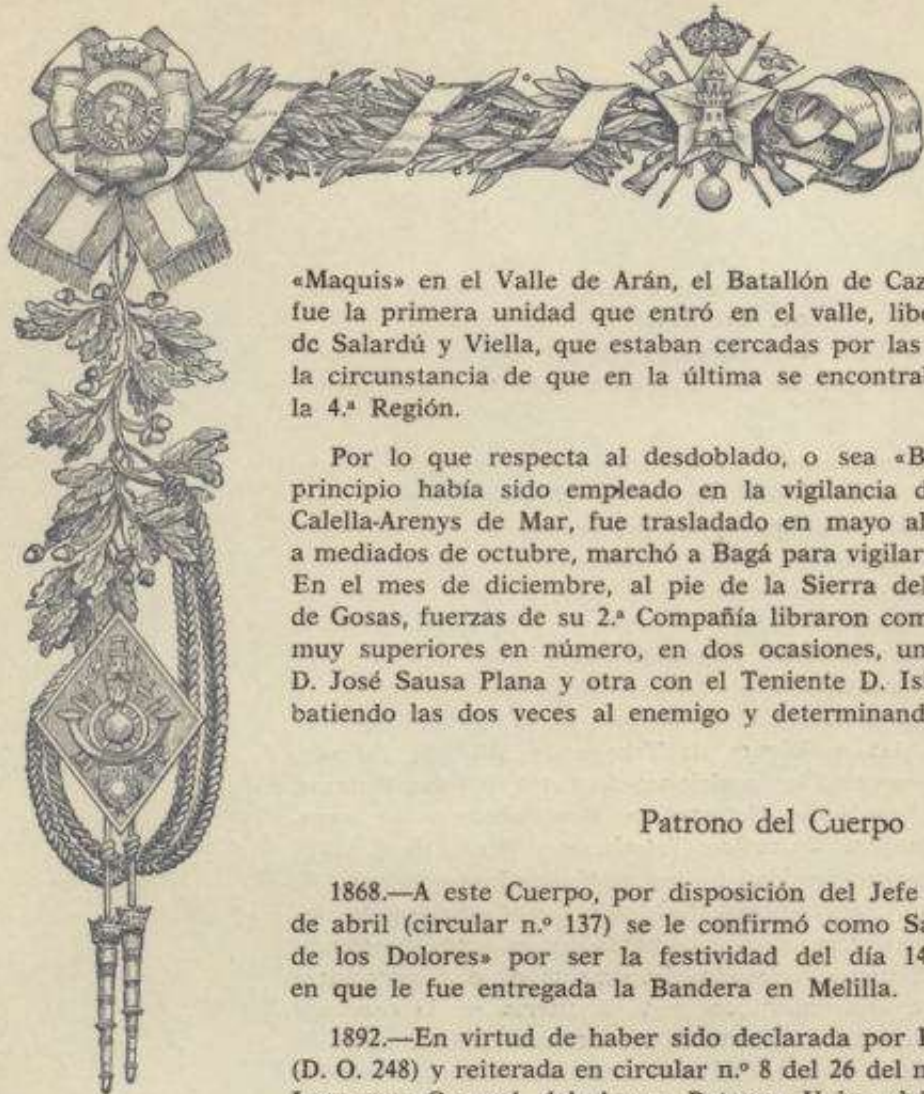 «Maquis» en el Valle de Arán, el Batallón de Caz
fue la primera unidad que entró en el valle, libe
de Salardú y Viella, que estaban cercadas por las
la circunstancia de que en la última se encontral
la 4.ª Región.
Por lo que respecta al desdoblado, o sea «B
principio había sido empleado en la vigilancia d
Calella-Arenys de Mar, fue trasladado en mayo al
a mediados de octubre, marchó a Bagá para vigilar
En el mes de diciembre, al pie de la Sierra del
de Gosas, fuerzas de su 2.ª Compañía libraron com
muy superiores en número, en dos ocasiones, un
D. José Sausa Plana y otra con el Teniente D. Is
batiendo las dos veces al enemigo y determinand
Patrono del Cuerpo
1868.—A este Cuerpo, por disposición del Jefe
de abril (circular n.º 137) se le confirmó como Sa
de los Dolores» por ser la festividad del día 14
en que le fue entregada la Bandera en Melilla.
1892.—En virtud de haber sido declarada por
(D. O. 248) y reiterada en circular n.º 8 del 26 del